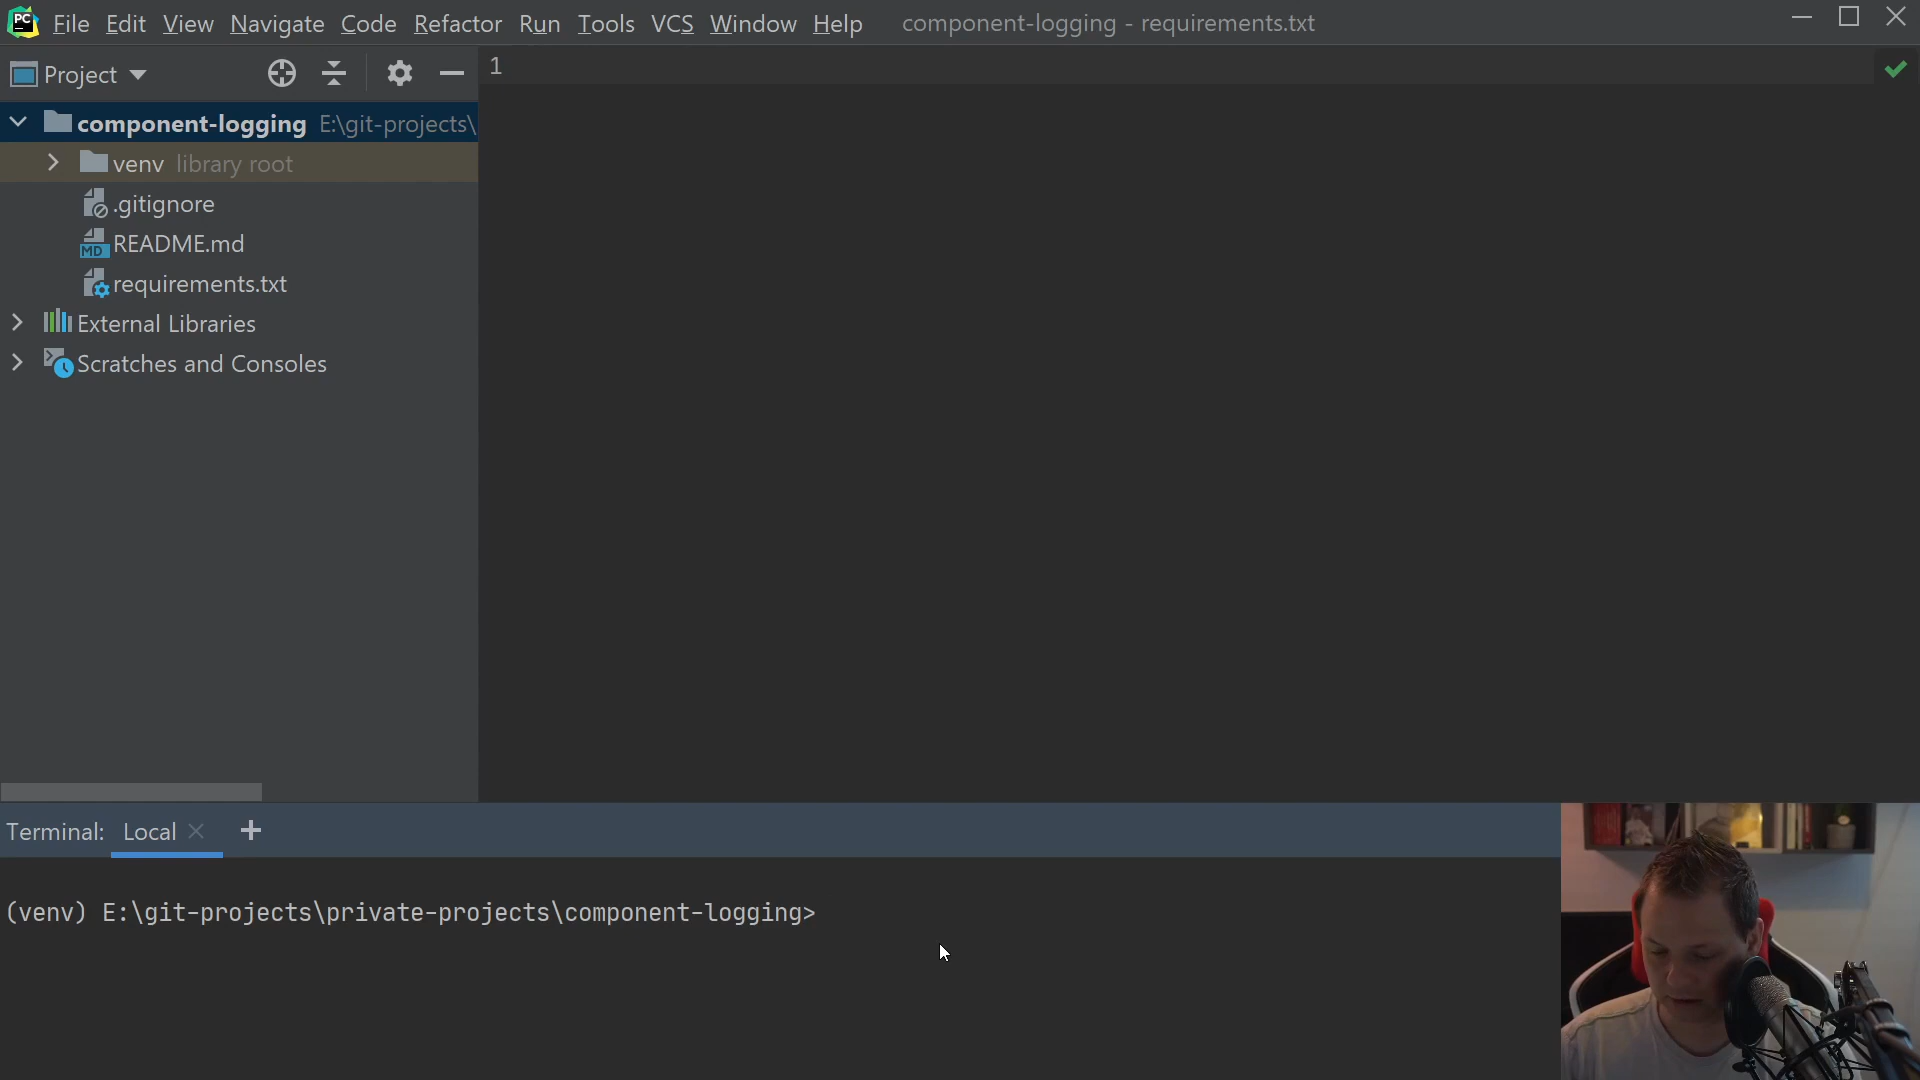 PC File Edit View Navigate Code Refactor Run Tools VCS Window Help component-logging - requirements.txt
Project
1
component-logging E:\git-projects\
venv library root
.gitignore
MD README.md
requirements.txt
External Libraries
Scratches and Consoles
Terminal: Local
(venv) E:\git-projects\private-projects\component-logging>